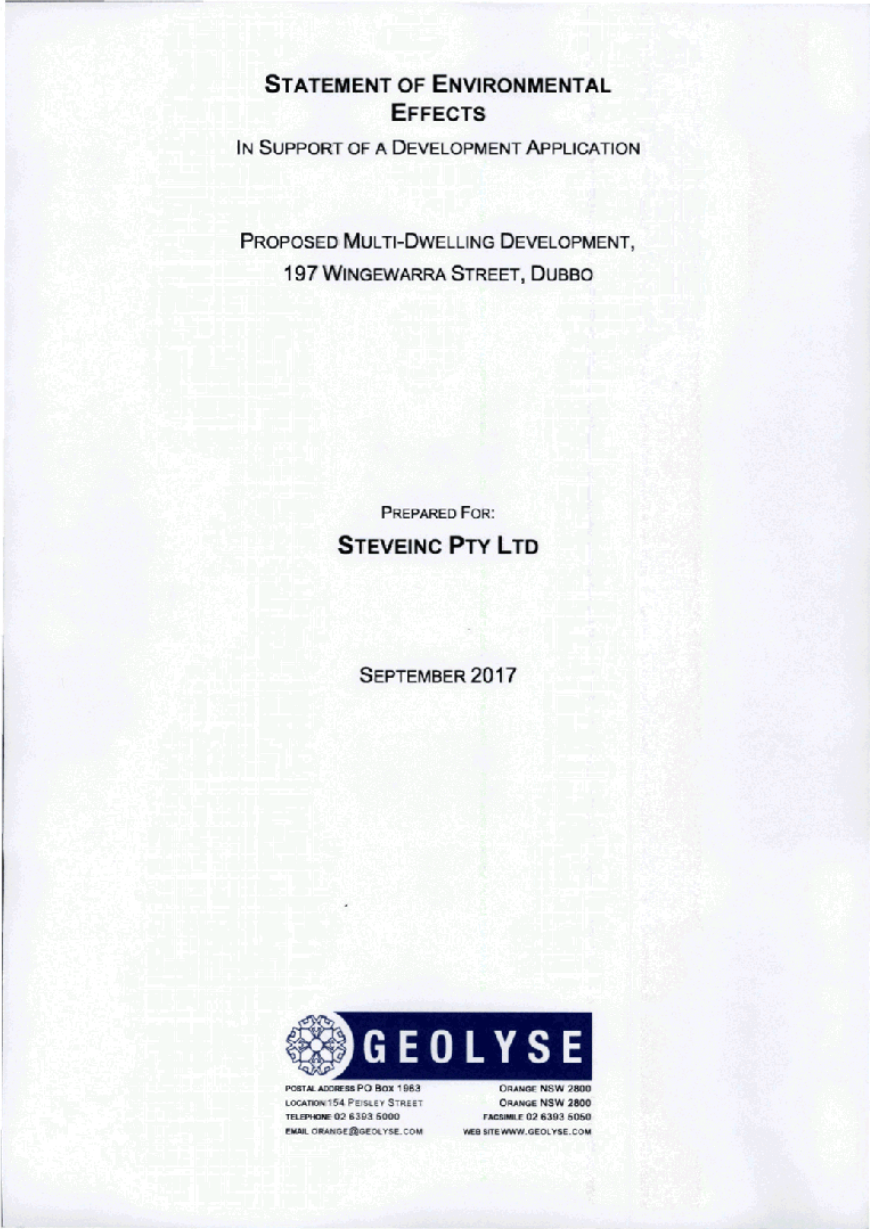 STATEMENT OF ENVIRONMENTAL
EFFECTS
IN SUPPORT OF A DEVELOPMENT APPLICATION
PROPOSED MULTI-DWELLING DEVELOPMENT,
197 WINGEWARRA STREET, DUBBO
PREPARED FOR:
STEVEINC PTY LTD
SEPTEMBER 2017
GEOLYSE
POSTAL ADDRESS PO BOX 1963 ORANGE NSW 2800
LOCATION 154 PEISLEY STREET ORANGE NSW 2800
TELEPHONE 02 6393 5000 FACSIMILE 02 6393 5050
EMAIL ORANGE@GEOLYSE.COM WEB SITE WWW.GEOLYSE.COM